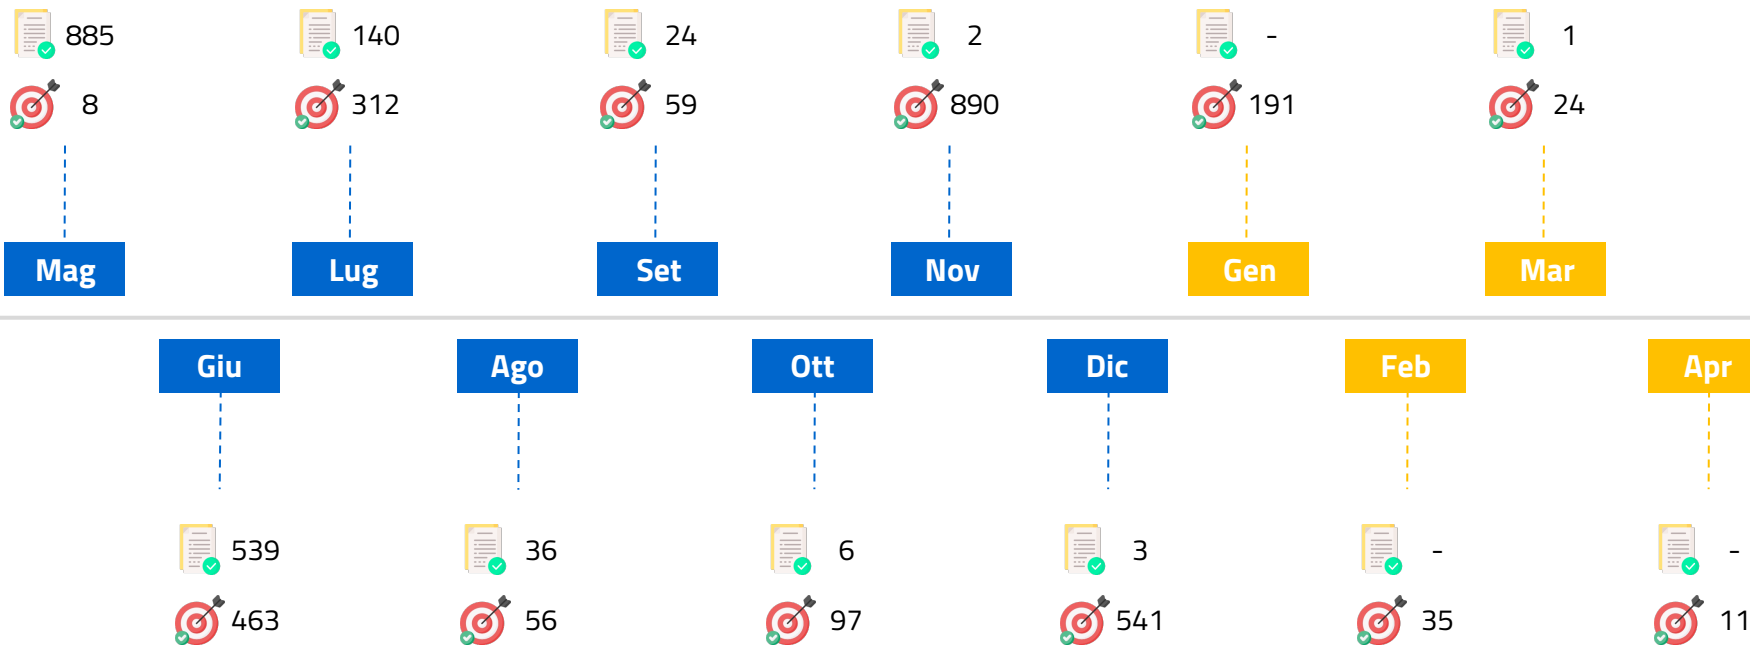 885 140 24 2 - 1
8 312 59 890 191 24
Mag Lug Set Nov Gen Mar
Giu Ago Ott Dic Feb Apr
539 36 6 3 - -
463 56 97 541 35 11